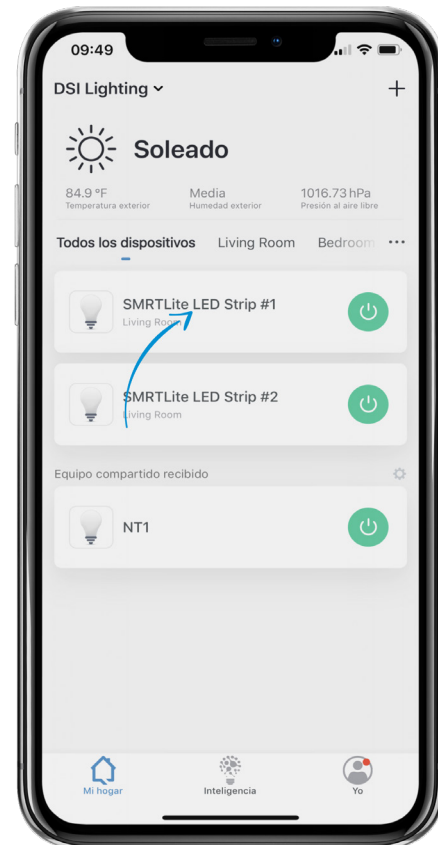 09:49
DSI Lighting
Soleado
84.9 °F Media 1016.73 hPa
Temperatura exterior Humedad exterior Presión al aire libre
Todos los dispositivos Living Room Bedroom
SMRTLite LED Strip #1
Living Room
SMRTLite LED Strip #2
Living Room
Equipo compartido recibido
NT1
Mi hogar Inteligencia Yo